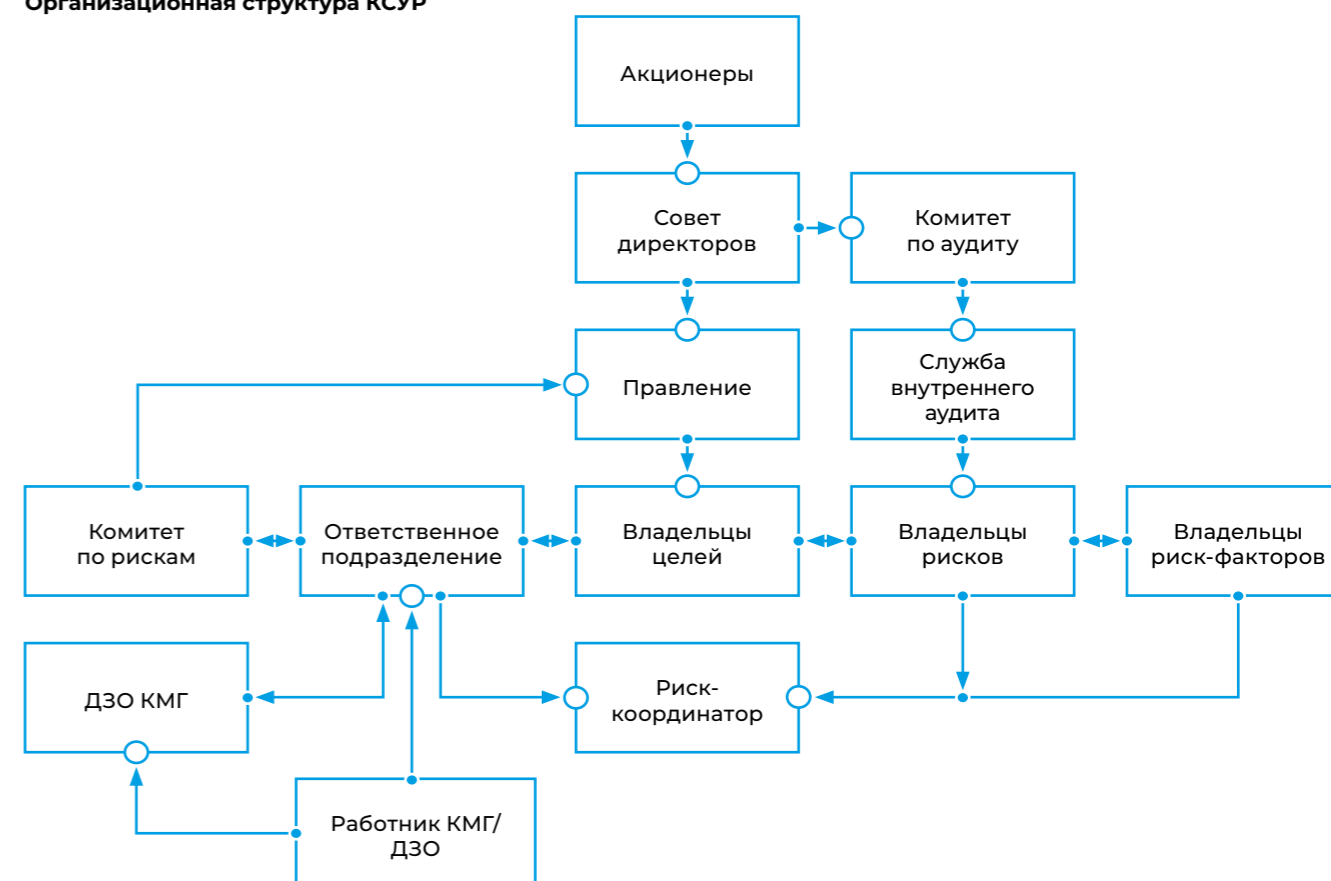 Организационная структура КСУР
Акционеры
Совет
директоров
Комитет
по аудиту
Правление
Служба
внутреннего
аудита
Комитет
по рискам
Ответственное
подразделение
Владельцы
целей
Владельцы
рисков
Владельцы
риск-факторов
ДЗО КМГ
Риск-
координатор
Работник КМГ/
ДЗО